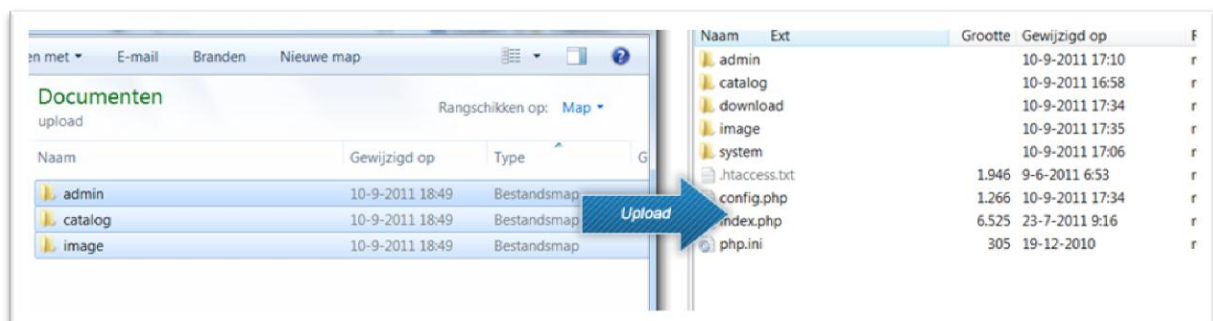 en met E-mail Branden Nieuwe map
Documenten
upload
Rangschikken op: Map
Naam Gewijzigd op Type G
admin 10-9-2011 18:49 Bestandsmap
catalog 10-9-2011 18:49 Bestandsmap
image 10-9-2011 18:49 Bestandsmap
Upload
Naam Ext Grootte Gewijzigd op
admin 10-9-2011 17:10 r
catalog 10-9-2011 16:58 r
download 10-9-2011 17:34 r
image 10-9-2011 17:35 r
system 10-9-2011 17:06 r
.htaccess.txt 1.946 9-6-2011 6:53 r
config.php 1.266 10-9-2011 17:34 r
index.php 6.525 23-7-2011 9:16 r
php.ini 305 19-12-2010 r